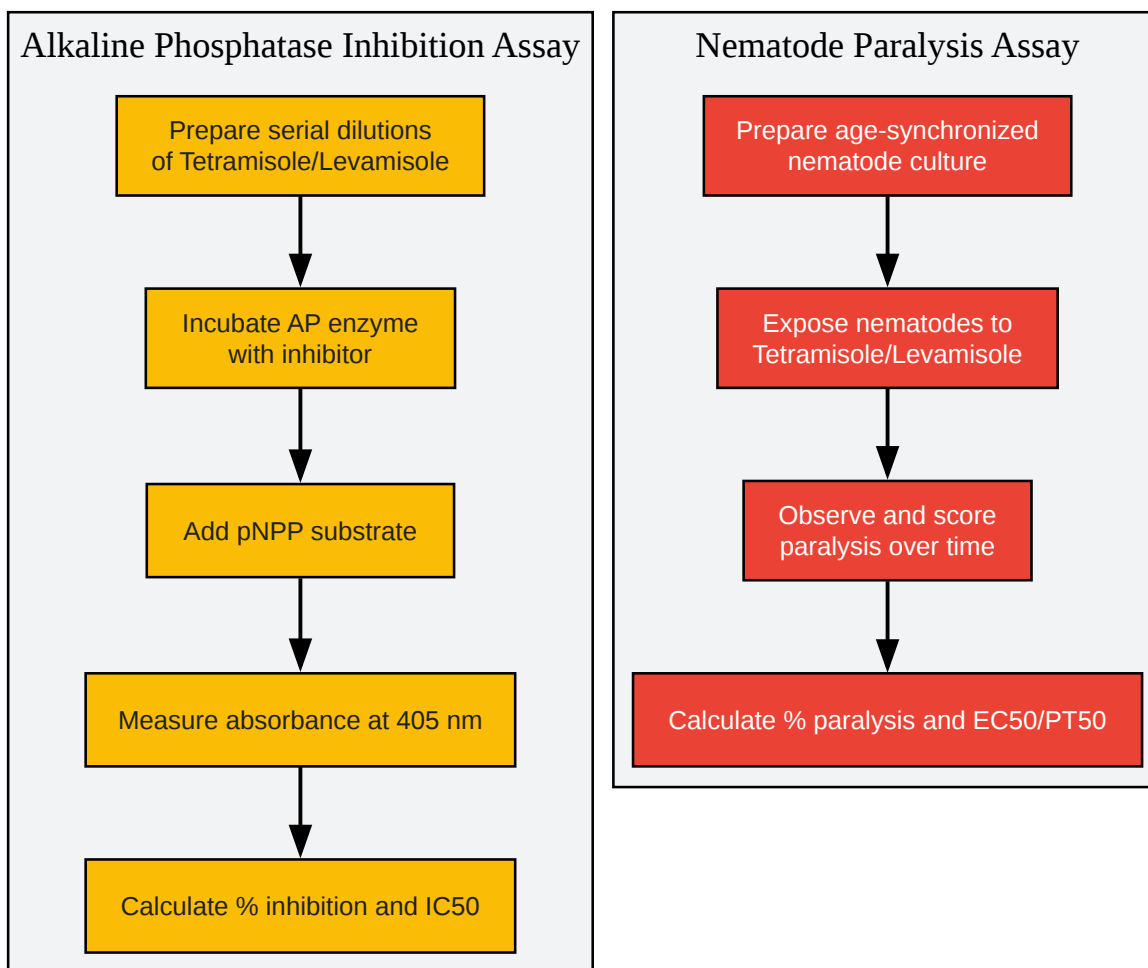 Alkaline Phosphatase Inhibition Assay
Prepare serial dilutions
of Tetramisole/Levamisole
Incubate AP enzyme
with inhibitor
Add pNPP substrate
Measure absorbance at 405 nm
Calculate % inhibition and IC50
Nematode Paralysis Assay
Prepare age-synchronized
nematode culture
Expose nematodes to
Tetramisole/Levamisole
Observe and score
paralysis over time
Calculate % paralysis and EC50/PT50